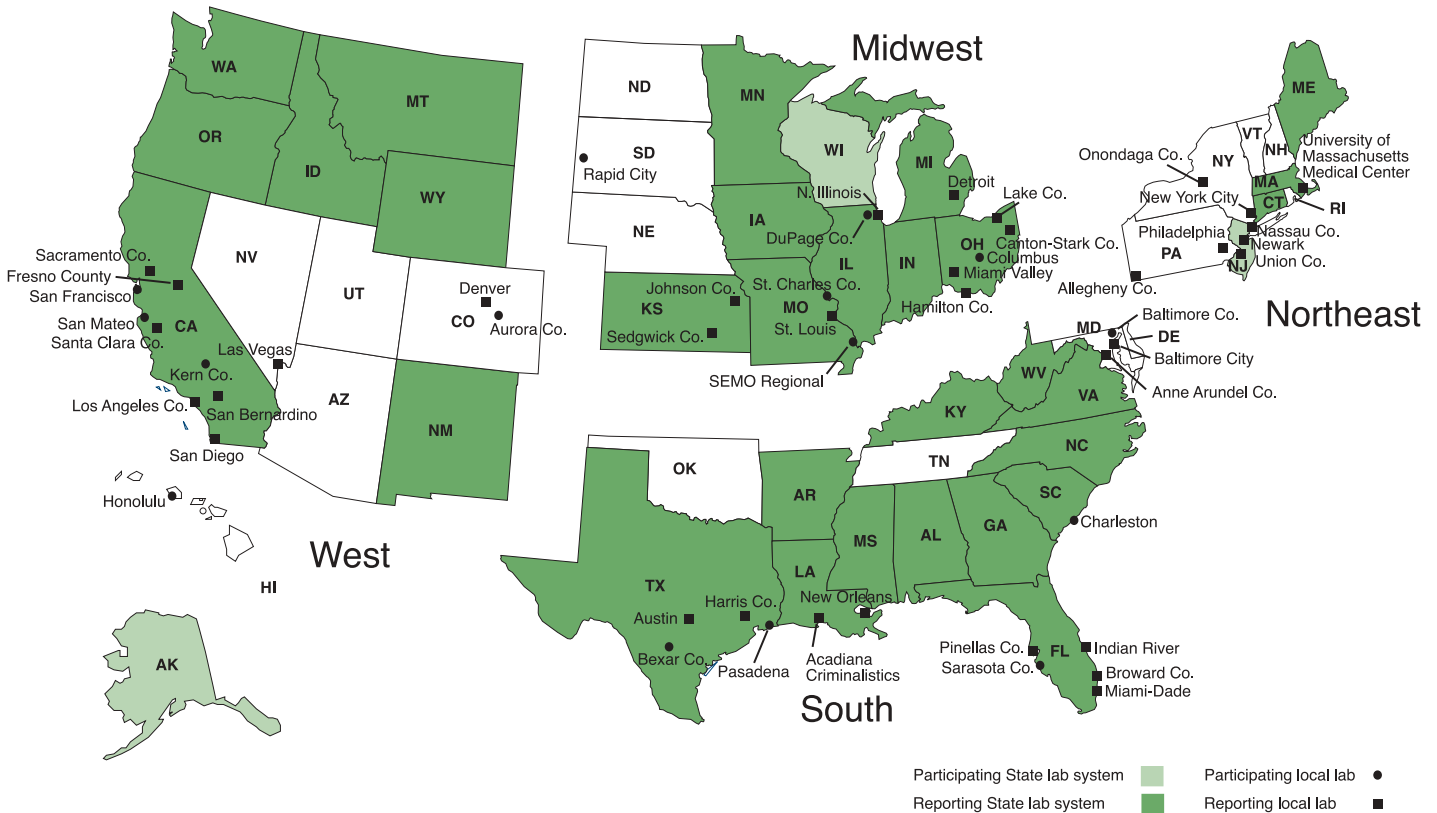 Midwest
WA
MT
OR
ID
WY
NV
UT
CO
Denver
Aurora Co.
AZ
NM
CA
Sacramento Co.
Fresno County
San Francisco
San Mateo
Santa Clara Co.
Kern Co.
Las Vegas
Los Angeles Co.
San Bernardino
San Diego
Honolulu
HI
AK
West
ND
SD
Rapid City
NE
KS
Johnson Co.
Sedgwick Co.
MN
WI
IA
MO
St. Charles Co.
St. Louis
SEMO Regional
IL
N. Illinois
DuPage Co.
IN
MI
Detroit
OH
Lake Co.
Canton-Stark Co.
Columbus
Miami Valley
Hamilton Co.
ME
VT
NH
NY
MA
CT
RI
University of
Massachusetts
Medical Center
Onondaga Co.
New York City
Nassau Co.
Newark
Union Co.
NJ
Philadelphia
PA
Allegheny Co.
Northeast
MD
DE
Baltimore Co.
Baltimore City
Anne Arundel Co.
WV
VA
KY
TN
NC
SC
Charleston
OK
AR
MS
AL
GA
LA
New Orleans
Acadiana
Criminalistics
TX
Austin
Harris Co.
Bexar Co.
Pasadena
FL
Pinellas Co.
Sarasota Co.
Indian River
Broward Co.
Miami-Dade
South
Participating State lab system
Participating local lab
Reporting State lab system
Reporting local lab